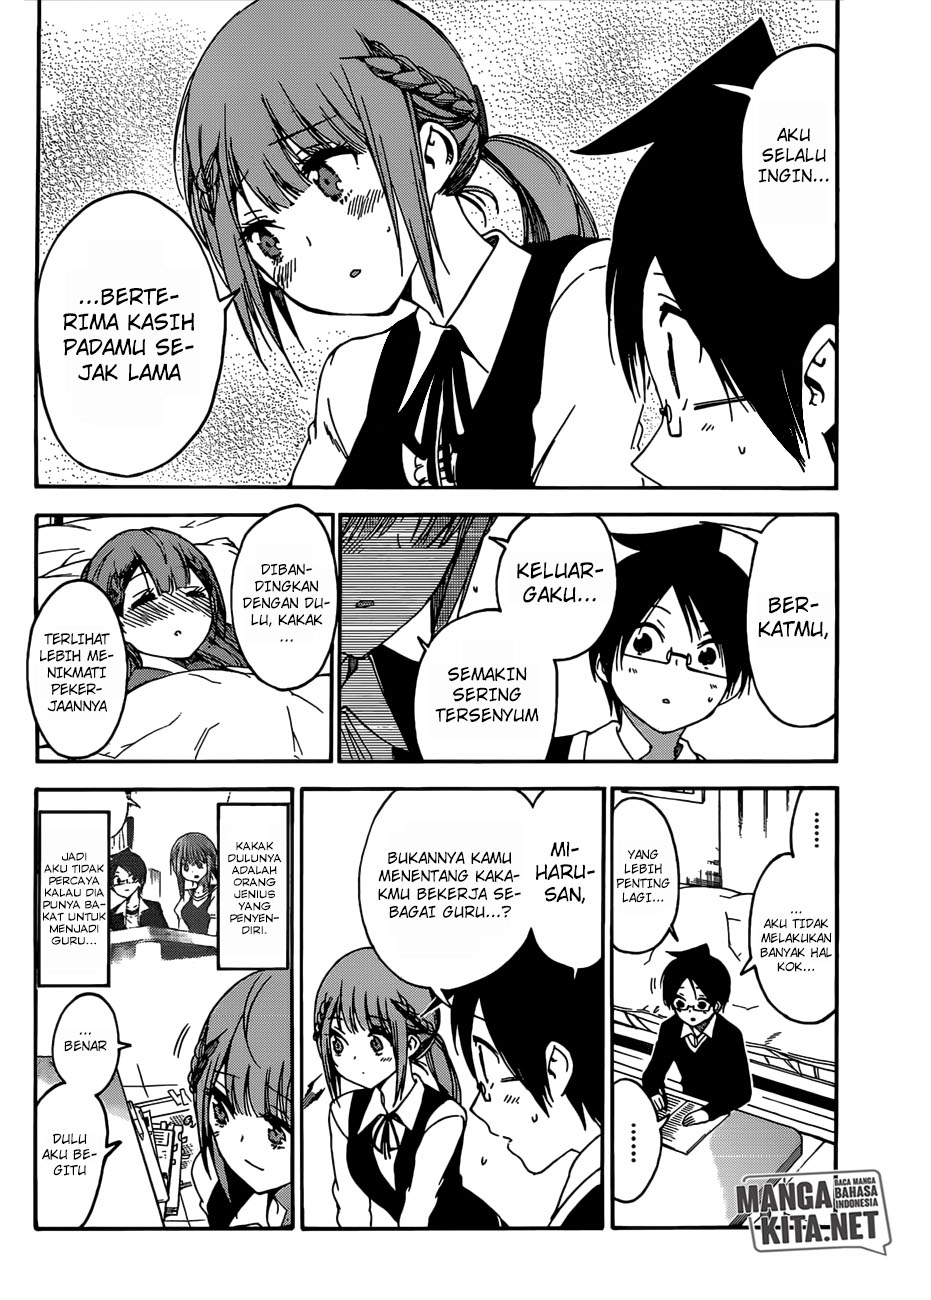 AKU
SELALU
INGIN...
...BERTE-
RIMA KASIH
PADAMU SE-
JAK LAMA
BER-
KATMU,
KELUAR-
GAKU...
SEMAKIN
SERING
TERSENYUM
DIBAN-
DINGKAN
DENGAN DU-
LU, KAKAK
...
TERLIHAT
LEBIH ME-
NIKMATI
PEKER-
JAANNYA
......
...
AKU TIDAK
MELAKUKAN
BANYAK HAL
KOK...
YANG
LEBIH
PENTING
LAGI...
......
MI-
HARU-
SAN,
BUKANNYA KAMU
MENENTANG KAKA-
KMU BEKERJA SE-
BAGAI GURU...?
KAKAK
DULUNYA
ADALAH
ORANG
JENIUS
YANG
PENYEN-
DIRI.
JADI
AKU TIDAK
PERCAYA
KALAU DIA
PUNYA BA-
KAT UNTUK
MENJADI
GURU...
...
BENAR
DULU
AKU BE-
GITU
MANGA
KITA.NET
BACA MANGA
BAHASA
INDONESIA